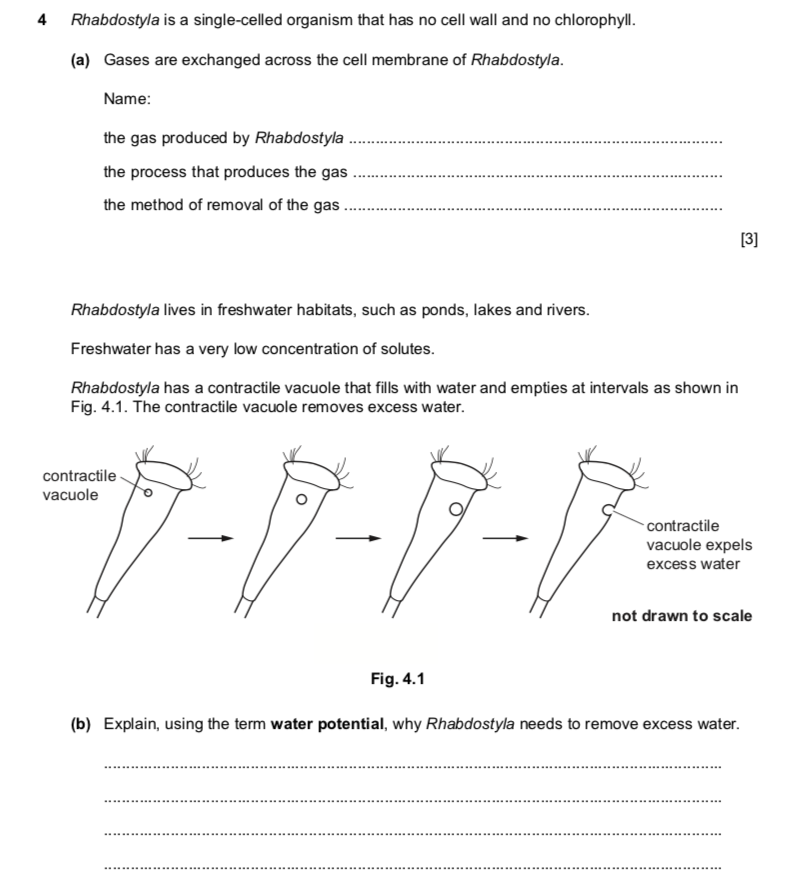 4 Rhabdostyla is a single-celled organism that has no cell wall and no chlorophyll.
(a) Gases are exchanged across the cell membrane of Rhabdostyla.
Name:
the gas produced by Rhabdostyla ................................................................
the process that produces the gas ................................................................
the method of removal of the gas ................................................................
[3]
Rhabdostyla lives in freshwater habitats, such as ponds, lakes and rivers.
Freshwater has a very low concentration of solutes.
Rhabdostyla has a contractile vacuole that fills with water and empties at intervals as shown in
Fig. 4.1. The contractile vacuole removes excess water.
contractile
vacuole
contractile
vacuole expels
excess water
not drawn to scale
Fig. 4.1
(b) Explain, using the term water potential, why Rhabdostyla needs to remove excess water.